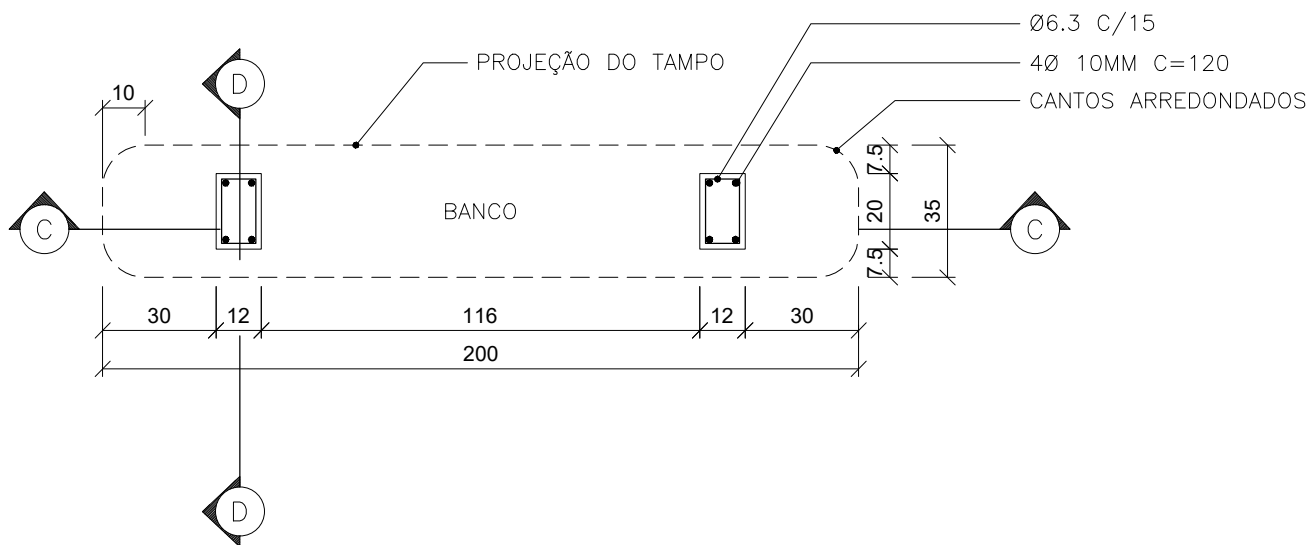 Ø6.3 C/15
PROJEÇÃO DO TAMPO
4Ø 10MM C=120
D
10
CANTOS ARREDONDADOS
7.5
C
BANCO
20
35
C
7.5
30
12
116
12
30
200
D